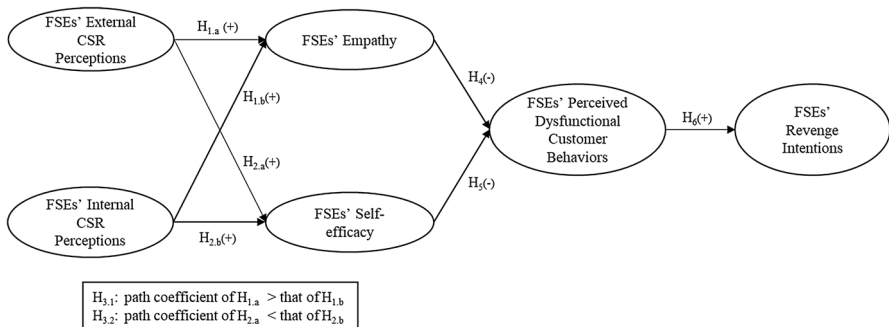 FSEs' External
CSR
Perceptions
H1.a (+)
FSEs' Empathy
H1.b(+)
H4(-)
FSEs' Perceived
Dysfunctional
Customer
Behaviors
H6(+)
FSEs'
Revenge
Intentions
H2.a(+)
H5(-)
FSEs' Internal
CSR
Perceptions
H2.b(+)
FSEs' Self-
efficacy
H3.1: path coefficient of H1.a > that of H1.b
H3.2: path coefficient of H2.a < that of H2.b